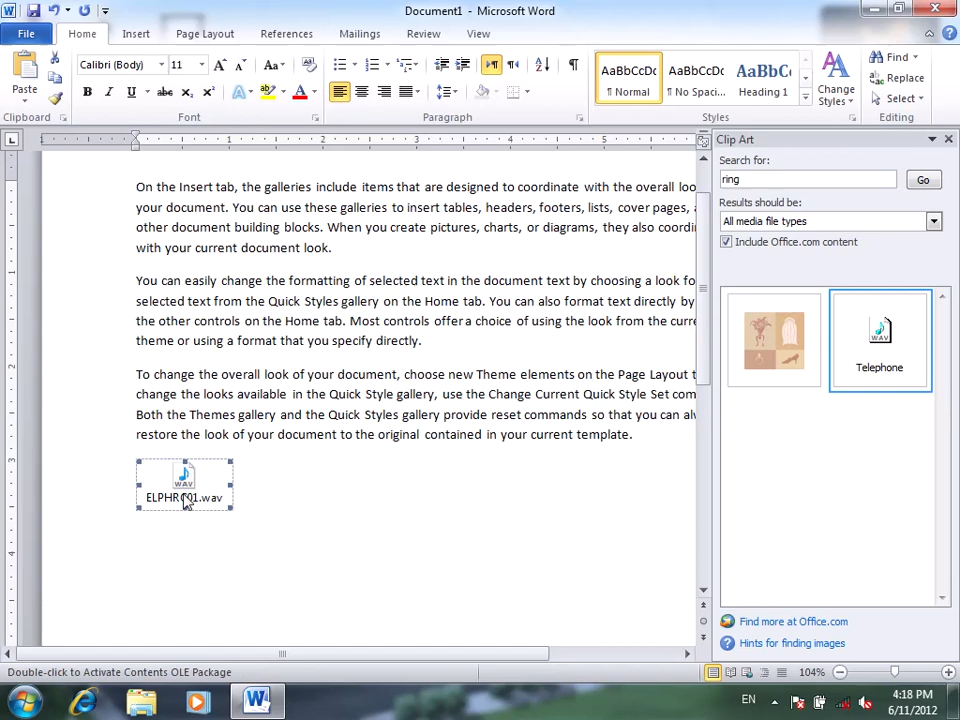 Document1 - Microsoft Word
File
Home
Insert
Page Layout
References
Mailings
Review
View
Calibri (Body)
11
Paste
Clipboard
Font
Paragraph
AaBbCcDc
¶ Normal
AaBbCcDc
¶ No Spaci...
AaBbC
Heading 1
Change
Styles
Styles
Find
Replace
Select
Editing
1
2
3
4
5
On the Insert tab, the galleries include items that are designed to coordinate with the overall loo
your document. You can use these galleries to insert tables, headers, footers, lists, cover pages, a
other document building blocks. When you create pictures, charts, or diagrams, they also coordi
with your current document look.
You can easily change the formatting of selected text in the document text by choosing a look fo
selected text from the Quick Styles gallery on the Home tab. You can also format text directly by
the other controls on the Home tab. Most controls offer a choice of using the look from the curre
theme or using a format that you specify directly.
To change the overall look of your document, choose new Theme elements on the Page Layout t
change the looks available in the Quick Style gallery, use the Change Current Quick Style Set com
Both the Themes gallery and the Quick Styles gallery provide reset commands so that you can alv
restore the look of your document to the original contained in your current template.
WAV
Clip Art
Search for:
ring
Go
Results should be:
All media file types
Include Office.com content
WAV
Telephone
Find more at Office.com
Hints for finding images
Double-click to Activate Contents OLE Package
104%
EN
4:18 PM
6/11/2012